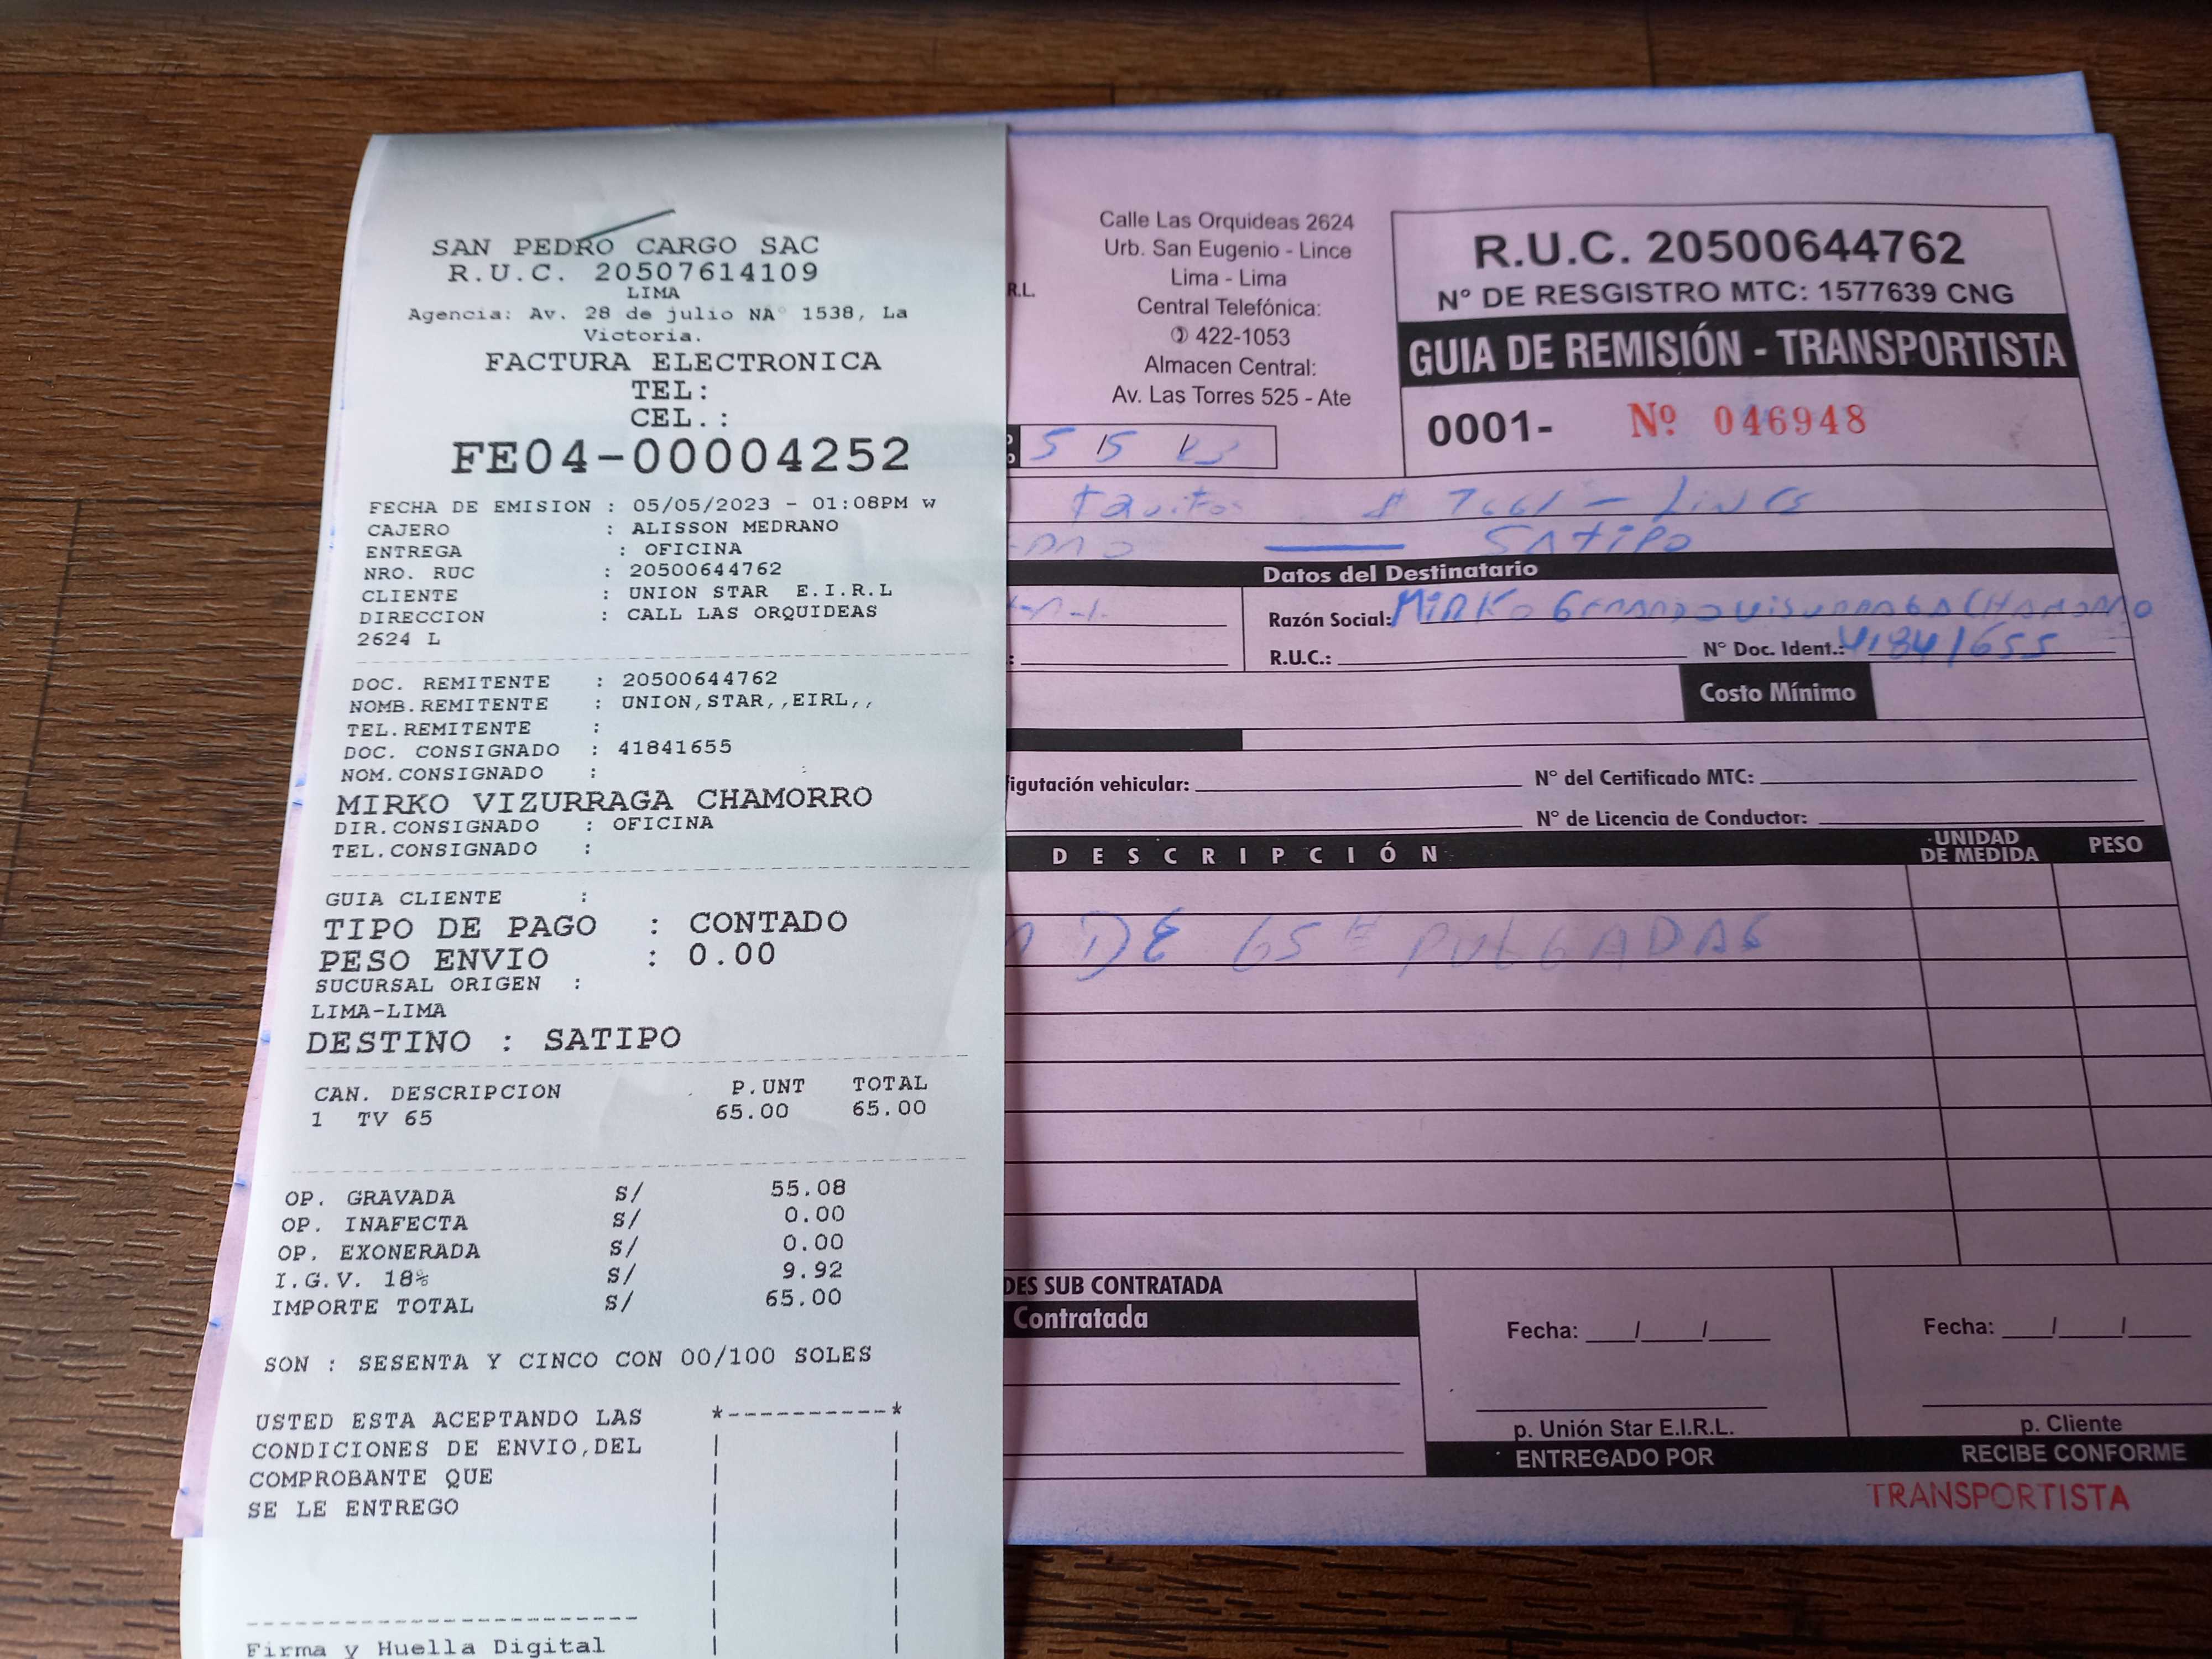 SAN PEDRO CARGO SAC
R.U.C. 20507614109
LIMA
Agencia: Av. 28 de julio NÂ° 1538, La
Victoria.
FACTURA ELECTRONICA
TEL:
CEL.:
FE04-00004252
FECHA DE EMISION : 05/05/2023 - 01:08PM w
CAJERO : ALISSON MEDRANO
ENTREGA : OFICINA
NRO. RUC : 20500644762
CLIENTE : UNION STAR E.I.R.L
DIRECCION : CALL LAS ORQUIDEAS
2624 L
DOC. REMITENTE : 20500644762
NOMB.REMITENTE : UNION,STAR,,EIRL,,
TEL.REMITENTE :
DOC. CONSIGNADO : 41841655
NOM.CONSIGNADO :
MIRKO VIZURRAGA CHAMORRO
DIR.CONSIGNADO : OFICINA
TEL.CONSIGNADO :
GUIA CLIENTE :
TIPO DE PAGO : CONTADO
PESO ENVIO : 0.00
SUCURSAL ORIGEN :
LIMA-LIMA
DESTINO : SATIPO
CAN. DESCRIPCION P.UNT TOTAL
1 TV 65 65.00 65.00
OP. GRAVADA S/ 55.08
OP. INAFECTA S/ 0.00
OP. EXONERADA S/ 0.00
I.G.V. 18% S/ 9.92
IMPORTE TOTAL S/ 65.00
SON : SESENTA Y CINCO CON 00/100 SOLES
USTED ESTA ACEPTANDO LAS
CONDICIONES DE ENVIO,DEL
COMPROBANTE QUE
SE LE ENTREGO
Firma y Huella Digital
R.L.
Calle Las Orquideas 2624
Urb. San Eugenio - Lince
Lima - Lima
Central Telefónica:
✆ 422-1053
Almacen Central:
Av. Las Torres 525 - Ate
R.U.C. 20500644762
N° DE RESGISTRO MTC: 1577639 CNG
GUIA DE REMISIÓN - TRANSPORTISTA
0001- Nº 046948
5 15
SATIPO
Datos del Destinatario
Razón Social: MIRKO CHAMORRO
R.U.C.: N° Doc. Ident.: 41841655
Costo Mínimo
figutación vehicular: N° del Certificado MTC:
N° de Licencia de Conductor:
DESCRIPCIÓN UNIDAD DE MEDIDA PESO
DE 65" PULGADAS
DES SUB CONTRATADA
Contratada
Fecha: / / Fecha: / /
p. Unión Star E.I.R.L. p. Cliente
ENTREGADO POR RECIBE CONFORME
TRANSPORTISTA